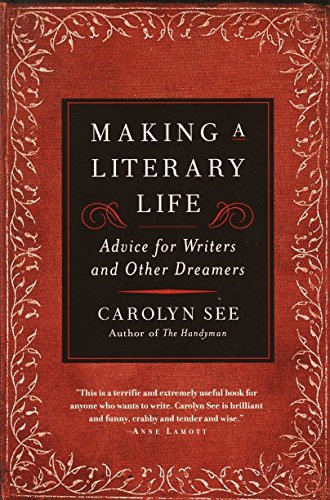 MAKING A
LITERARY
LIFE
Advice for Writers
and Other Dreamers
CAROLYN SEE
Author of The Handyman
"This is a terrific and extremely useful book for
anyone who wants to write. Carolyn See is brilliant
and funny, crabby and tender and wise."
—ANNE LAMOTT